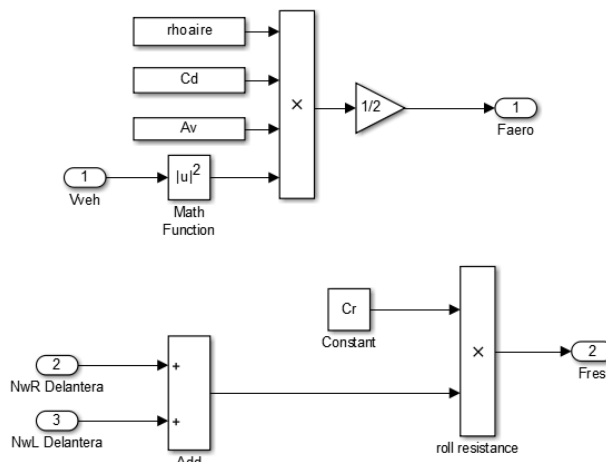 rhoaire
Cd
Av
×
1/2
1
Faero
1
Vveh
|u|²
Math
Function
Cr
Constant
2
NwR Delantera
3
NwL Delantera
+
+
Add
×
roll resistance
2
Fres